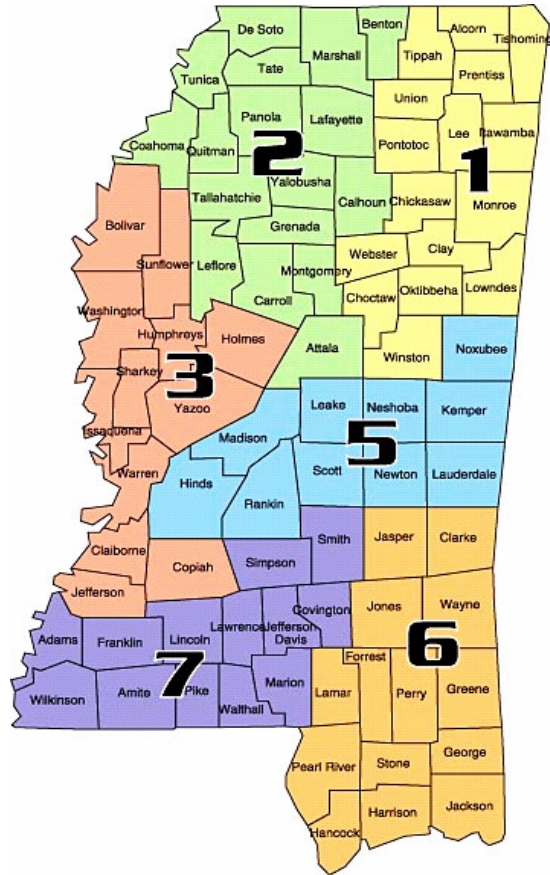 De Soto
Benton
Alcorn
Tishoming
Marshall
Tippah
Tunica
Tate
Prentiss
Union
Panola
Lafayette
Lee
Itawamba
Coahoma
Quitman
2
Pontotoc
1
Yalobusha
Tallahatchie
Calhoun
Chickasaw
Monroe
Bolivar
Grenada
Sunflower
Leflore
Webster
Clay
Montgomery
Carroll
Choctaw
Oktibbeha
Lowndes
Washington
Humphreys
Holmes
Attala
Winston
Noxubee
Sharkey
3
Yazoo
Leake
Neshoba
Kemper
Issaquena
Madison
5
Warren
Hinds
Rankin
Scott
Newton
Lauderdale
Claiborne
Copiah
Simpson
Smith
Jasper
Clarke
Jefferson
Adams
Franklin
Lincoln
Lawrence
Jefferson
Davis
Covington
Jones
Wayne
7
6
Wilkinson
Amite
Pike
Walthall
Marion
Lamar
Forrest
Perry
Greene
Pearl River
Stone
George
Hancock
Harrison
Jackson